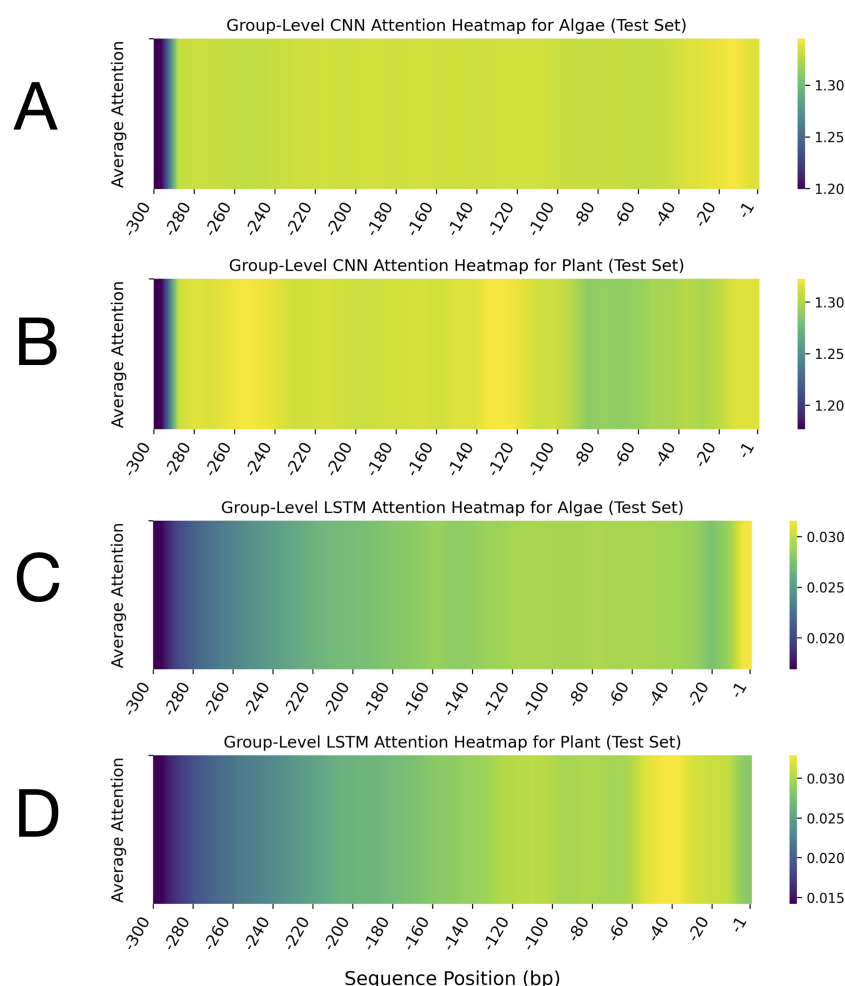 Group-Level CNN Attention Heatmap for Algae (Test Set)
A
Average Attention
1.30
1.25
1.20
-300 -280 -260 -240 -220 -200 -180 -160 -140 -120 -100 -80 -60 -40 -20 -1
Group-Level CNN Attention Heatmap for Plant (Test Set)
B
Average Attention
1.30
1.25
1.20
-300 -280 -260 -240 -220 -200 -180 -160 -140 -120 -100 -80 -60 -40 -20 -1
Group-Level LSTM Attention Heatmap for Algae (Test Set)
C
Average Attention
0.030
0.025
0.020
-300 -280 -260 -240 -220 -200 -180 -160 -140 -120 -100 -80 -60 -40 -20 -1
Group-Level LSTM Attention Heatmap for Plant (Test Set)
D
Average Attention
0.030
0.025
0.020
0.015
-300 -280 -260 -240 -220 -200 -180 -160 -140 -120 -100 -80 -60 -40 -20 -1
Sequence Position (bp)